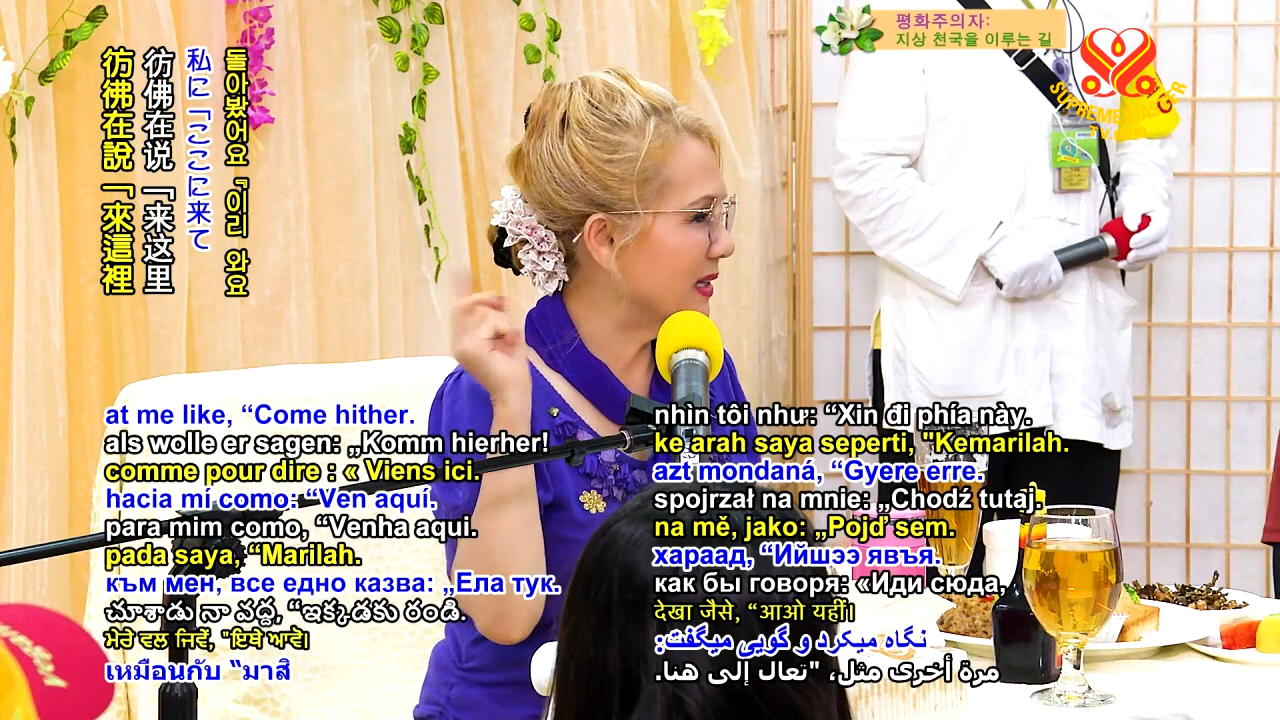 평화주의자:
지상 천국을 이루는 길
SUPREME MASTER
TV.com
돌아봤어요 『이리 와요
私に「ここに来て
彷佛在说「来这里
彷彿在說「來這裡
at me like, “Come hither.
als wolle er sagen: „Komm hierher!
comme pour dire : « Viens ici.
hacia mí como: “Ven aquí.
para mim como, “Venha aqui.
pada saya, “Marilah.
към мен, все едно казва: „Ела тук.
చూశాడు నా వద్ద, “ఇక్కడకు రండి.
ਮੇਰੇ ਵਲ ਜਿਵੇਂ, "ਇਥੇ ਆਵੋ।
เหมือนกับ “มาสิ
nhìn tôi như: “Xin đi phía này.
ke arah saya seperti, "Kemarilah.
azt mondaná, “Gyere erre.
spojrzał na mnie: „Chodź tutaj.
na mě, jako: „Pojď sem.
хараад, “Ийшээ явъя.
как бы говоря: «Иди сюда,
देखा जैसे, “आओ यहीं।
نگاه میکرد و گویی میگفت:
مرة أخرى مثل، "تعال إلى هنا.